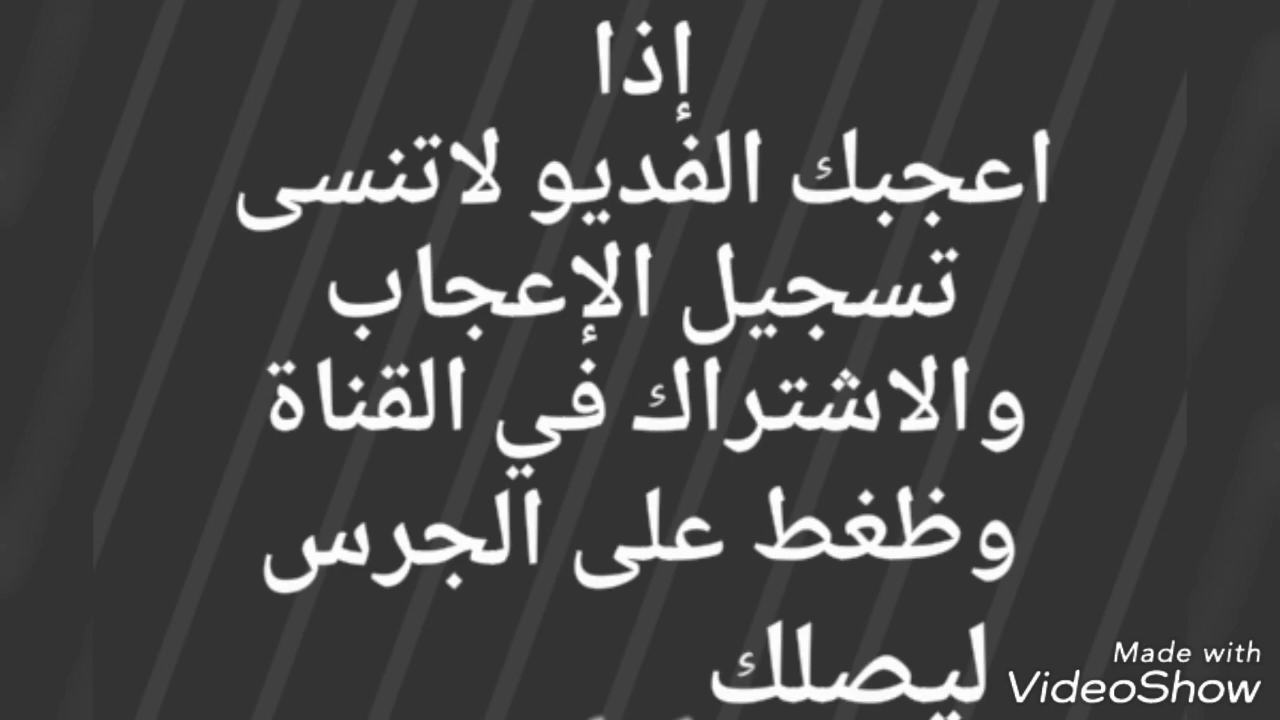 إذا
اعجبك الفديو لاتنسى
تسجيل الإعجاب
والاشتراك في القناة
وظغط على الجرس
ليصلك
Made with
VideoShow